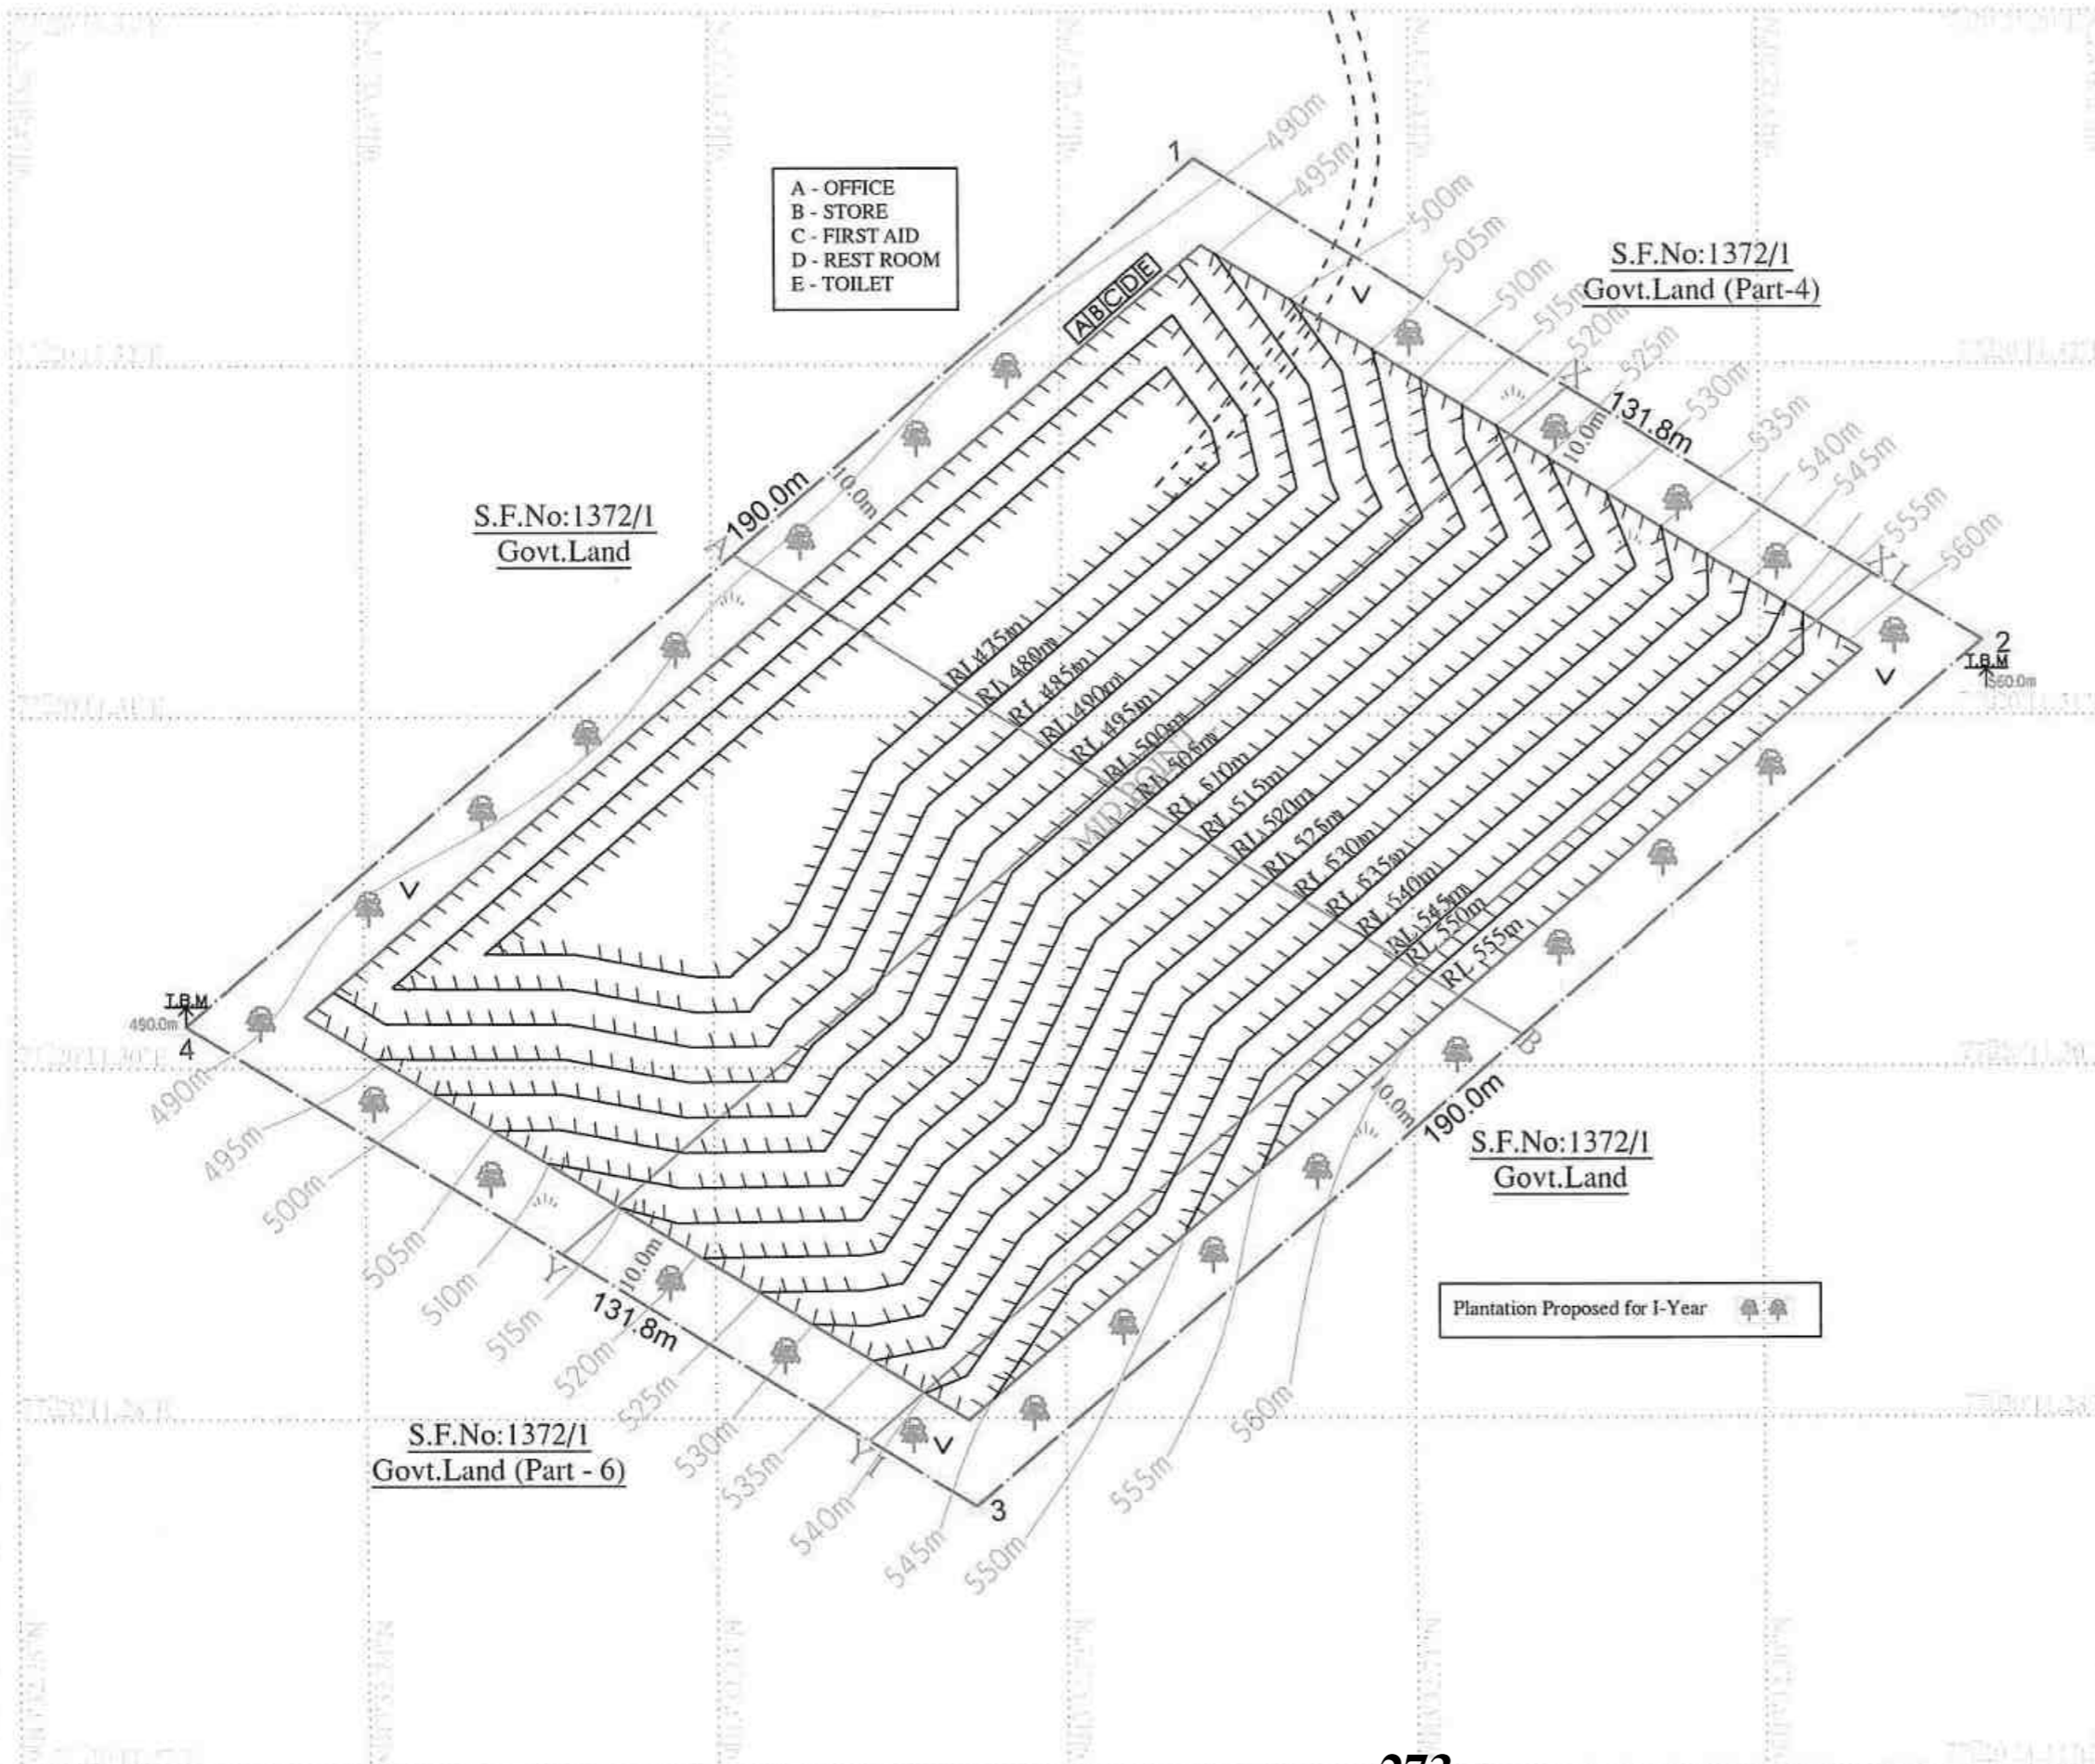 1
490m
495m
500m
505m
510m
515m
520m
525m
530m
535m
540m
545m
555m
560m
A - OFFICE
B - STORE
C - FIRST AID
D - REST ROOM
E - TOILET
A B C D E
S.F.No:1372/1
Govt.Land (Part-4)
X
131.8m
10.0m
S.F.No:1372/1
Govt.Land
A
190.0m
10.0m
X1
2
T.B.M
560.0m
RL 475m
RL 480m
RL 485m
RL 490m
RL 495m
RL 500m
RL 505m
RL 510m
RL 515m
RL 520m
RL 525m
RL 530m
RL 535m
RL 540m
RL 545m
RL 550m
RL 555m
MID POINT
T.B.M
490.0m
4
B
10.0m
190.0m
S.F.No:1372/1
Govt.Land
490m
495m
500m
505m
510m
515m
520m
525m
530m
535m
540m
545m
550m
555m
560m
Y
10.0m
131.8m
Plantation Proposed for I-Year
S.F.No:1372/1
Govt.Land (Part - 6)
Y1
3
273